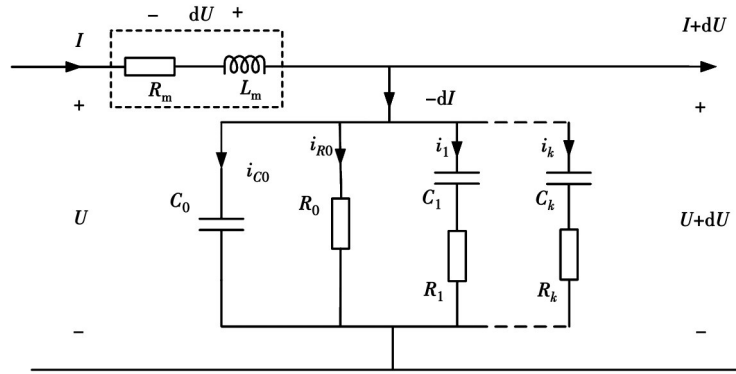 − dU +
I
I+dU
Rm
Lm
+
−dI
+
iC0
iR0
i1
ik
C0
R0
C1
Ck
U
U+dU
R1
Rk
−
−